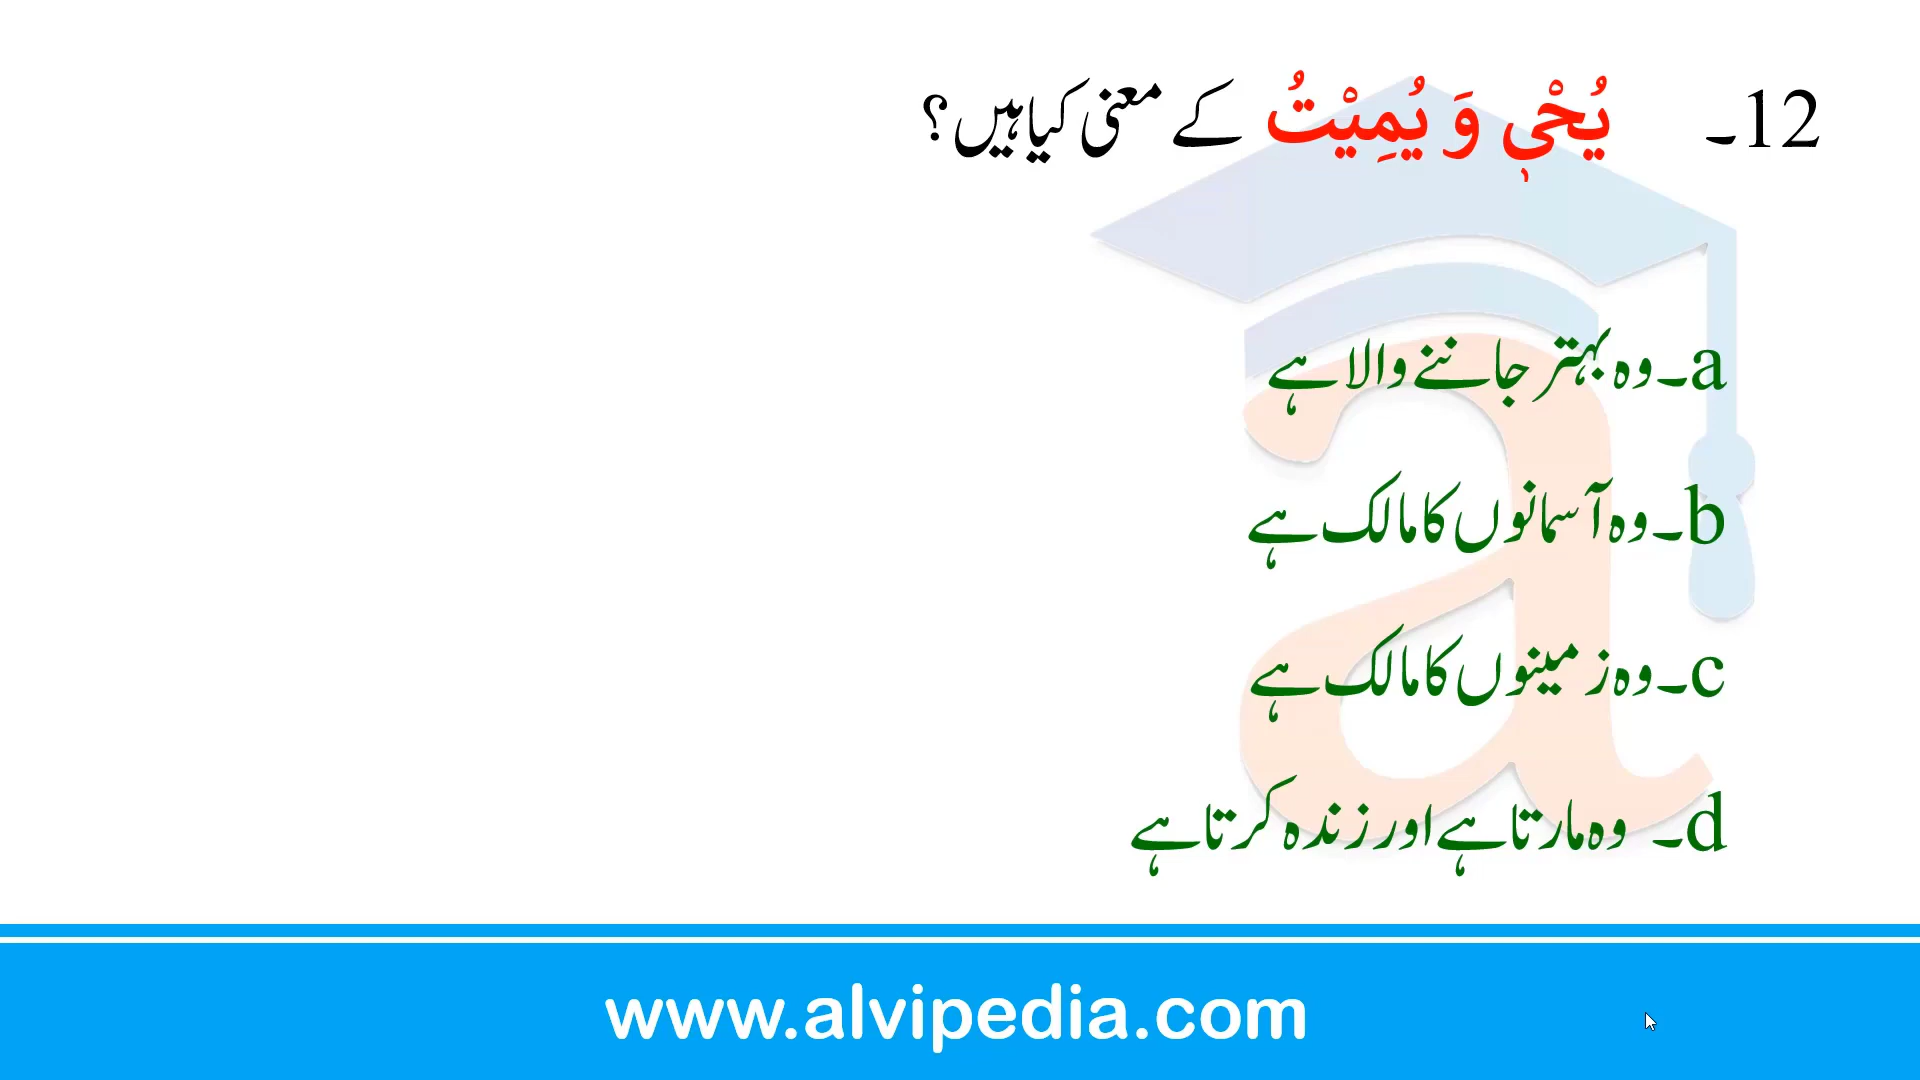 12۔ یُحْیٖ وَ یُمِیْتُ کے معنی کیا ہیں؟
a۔ وہ بہتر جاننے والا ہے
b۔ وہ آسمانوں کا مالک ہے
c۔ وہ زمینوں کا مالک ہے
d۔ وہ مارتا ہے اور زندہ کرتا ہے
www.alvipedia.com